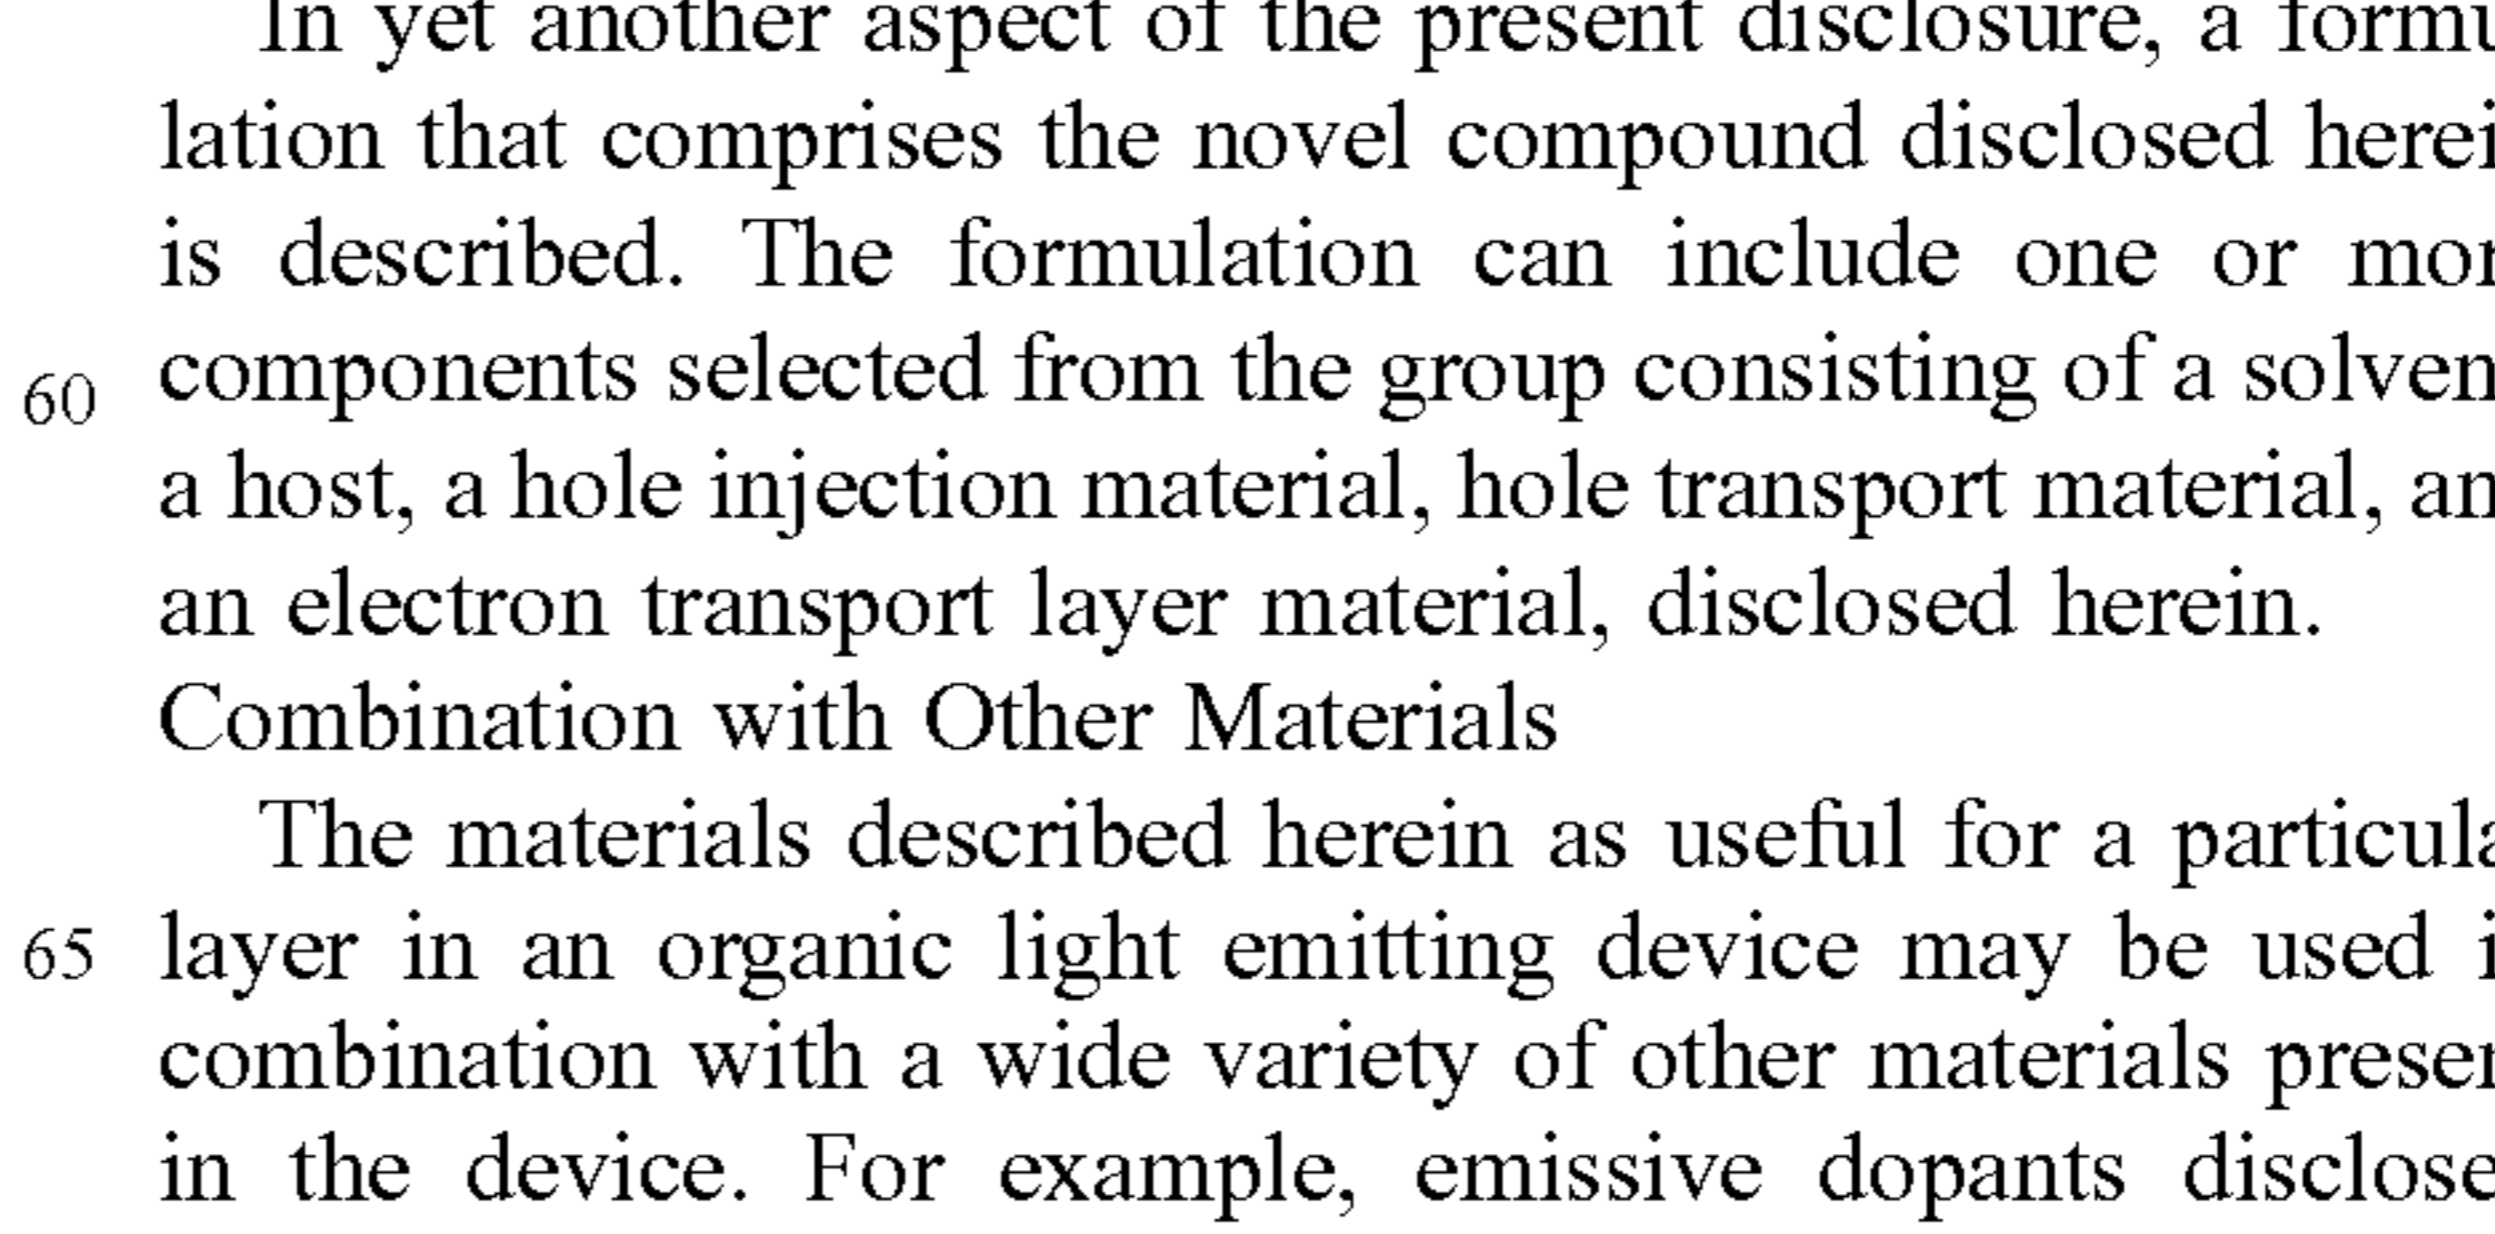 In yet another aspect of the present disclosure, a formu
lation that comprises the novel compound disclosed herei
is described. The formulation can include one or mor
60 components selected from the group consisting of a solven
a host, a hole injection material, hole transport material, an
an electron transport layer material, disclosed herein.
Combination with Other Materials
The materials described herein as useful for a particula
65 layer in an organic light emitting device may be used i
combination with a wide variety of other materials presen
in the device. For example, emissive dopants disclose